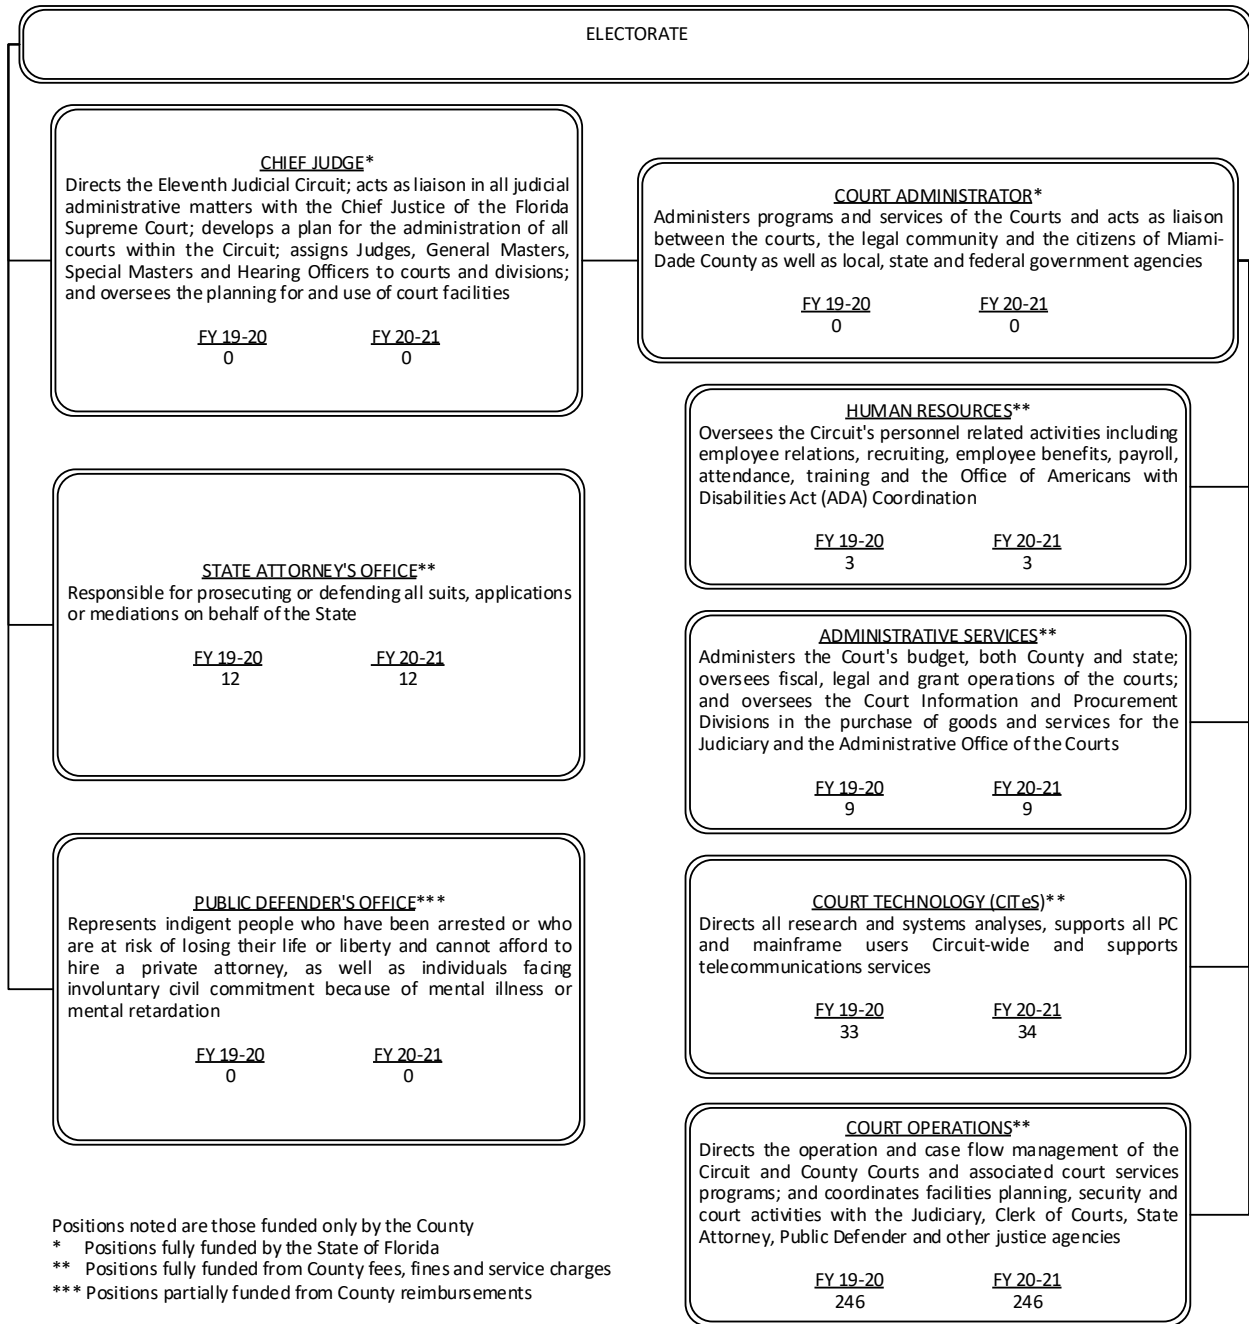 ELECTORATE
CHIEF JUDGE*
Directs the Eleventh Judicial Circuit; acts as liaison in all judicial
administrative matters with the Chief Justice of the Florida
Supreme Court; develops a plan for the administration of all
courts within the Circuit; assigns Judges, General Masters,
Special Masters and Hearing Officers to courts and divisions;
and oversees the planning for and use of court facilities
FY 19-20 FY 20-21
0 0
STATE ATTORNEY'S OFFICE**
Responsible for prosecuting or defending all suits, applications
or mediations on behalf of the State
FY 19-20 FY 20-21
12 12
PUBLIC DEFENDER'S OFFICE***
Represents indigent people who have been arrested or who
are at risk of losing their life or liberty and cannot afford to
hire a private attorney, as well as individuals facing
involuntary civil commitment because of mental illness or
mental retardation
FY 19-20 FY 20-21
0 0
COURT ADMINISTRATOR*
Administers programs and services of the Courts and acts as liaison
between the courts, the legal community and the citizens of Miami-
Dade County as well as local, state and federal government agencies
FY 19-20 FY 20-21
0 0
HUMAN RESOURCES**
Oversees the Circuit's personnel related activities including
employee relations, recruiting, employee benefits, payroll,
attendance, training and the Office of Americans with
Disabilities Act (ADA) Coordination
FY 19-20 FY 20-21
3 3
ADMINISTRATIVE SERVICES**
Administers the Court's budget, both County and state;
oversees fiscal, legal and grant operations of the courts;
and oversees the Court Information and Procurement
Divisions in the purchase of goods and services for the
Judiciary and the Administrative Office of the Courts
FY 19-20 FY 20-21
9 9
COURT TECHNOLOGY (CITeS)**
Directs all research and systems analyses, supports all PC
and mainframe users Circuit-wide and supports
telecommunications services
FY 19-20 FY 20-21
33 34
COURT OPERATIONS**
Directs the operation and case flow management of the
Circuit and County Courts and associated court services
programs; and coordinates facilities planning, security and
court activities with the Judiciary, Clerk of Courts, State
Attorney, Public Defender and other justice agencies
FY 19-20 FY 20-21
246 246
Positions noted are those funded only by the County
* Positions fully funded by the State of Florida
** Positions fully funded from County fees, fines and service charges
*** Positions partially funded from County reimbursements